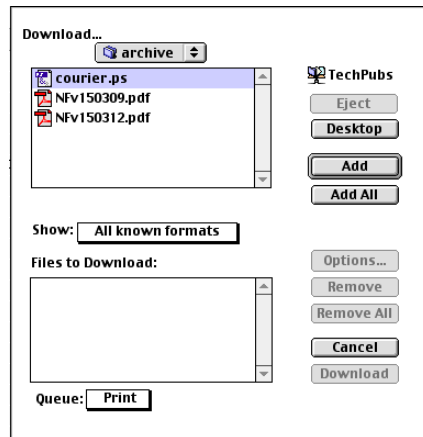 Download...
archive
courier.ps
NFv150309.pdf
NFv150312.pdf
TechPubs
Eject
Desktop
Add
Add All
Show: All known formats
Files to Download:
Options...
Remove
Remove All
Cancel
Download
Queue: Print